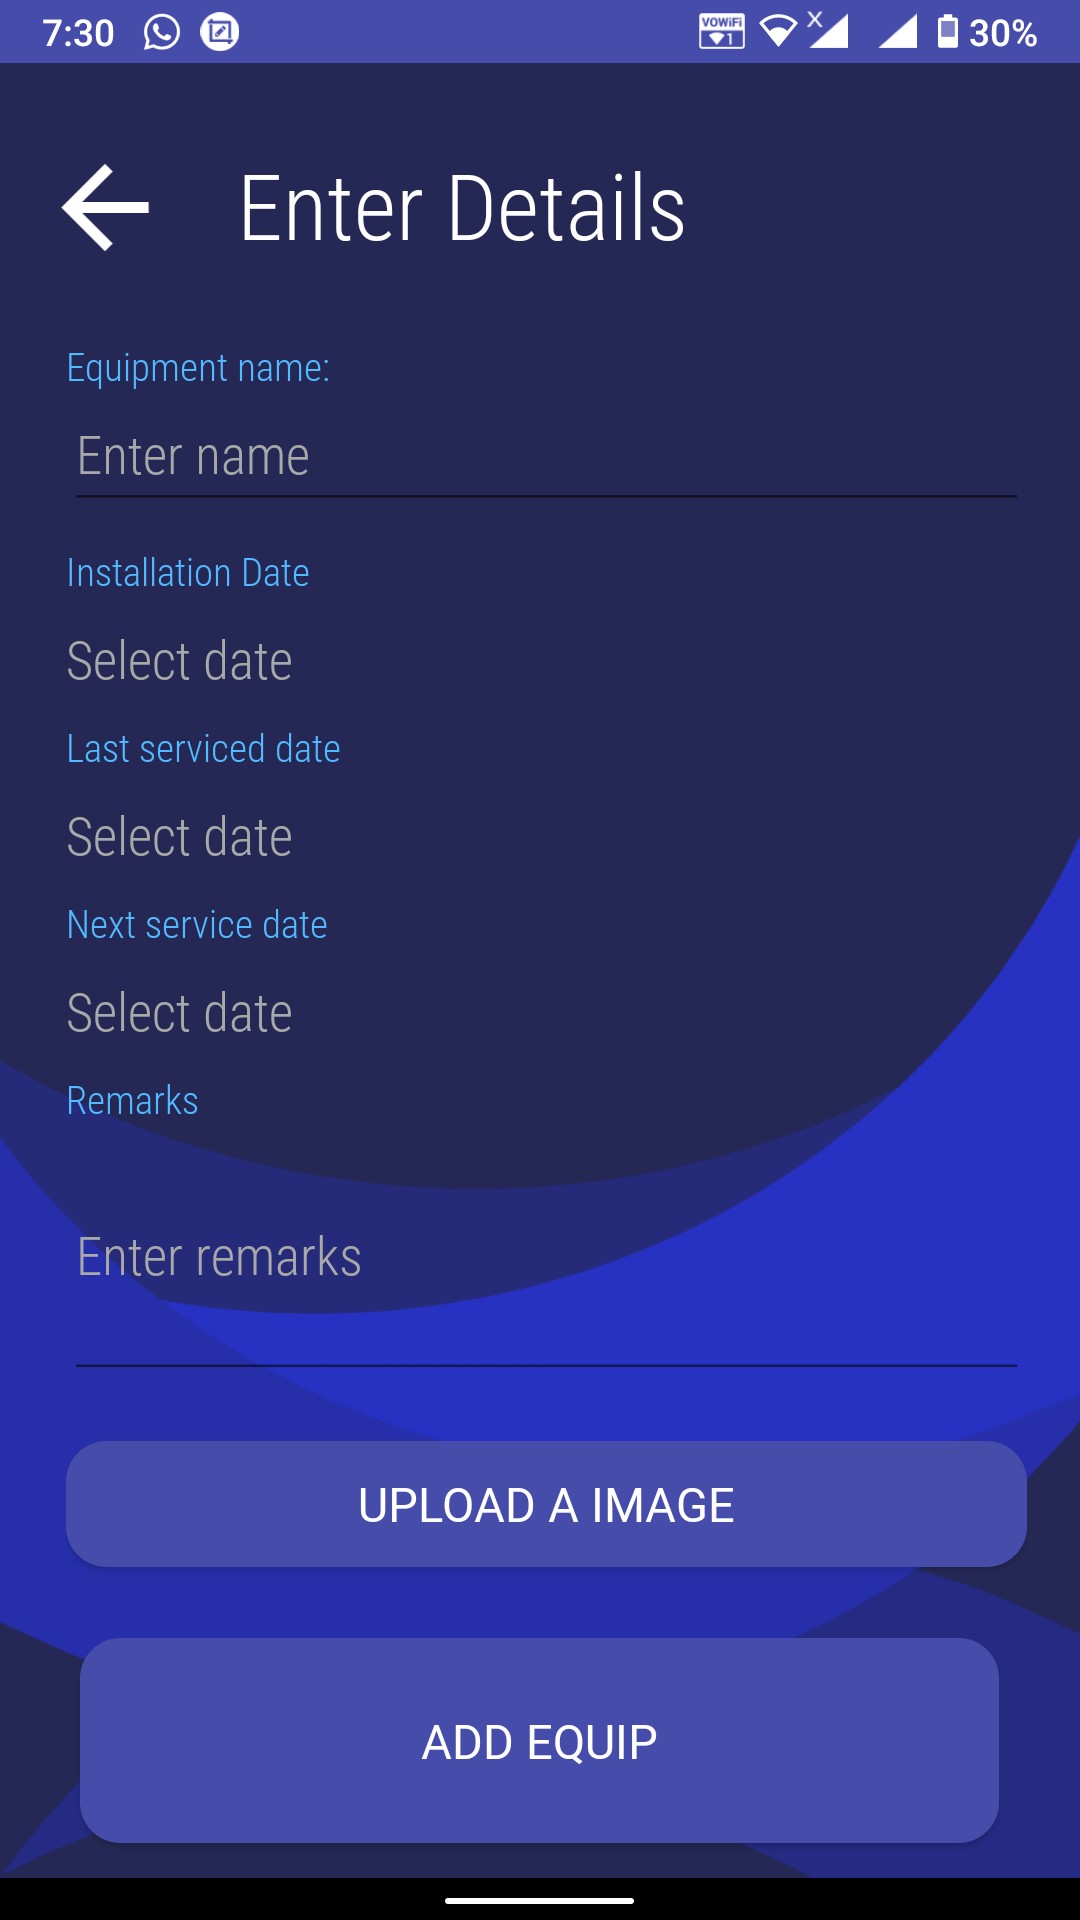 7:30 VOWiFi 1 X 30%
Enter Details
Equipment name:
Enter name
Installation Date
Select date
Last serviced date
Select date
Next service date
Select date
Remarks
Enter remarks
UPLOAD A IMAGE
ADD EQUIP